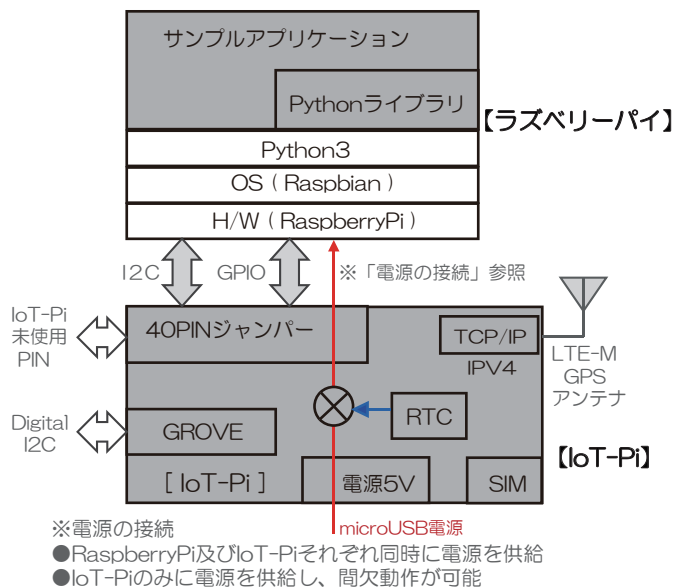 サンプルアプリケーション
Pythonライブラリ
【ラズベリーパイ】
Python3
OS(Raspbian)
H/W(RaspberryPi)
I2C
GPIO
※「電源の接続」参照
IoT-Pi
未使用
PIN
40PINジャンパー
TCP/IP
IPV4
LTE-M
GPS
アンテナ
Digital
I2C
GROVE
RTC
【IoT-Pi】
[IoT-Pi]
電源5V
SIM
※電源の接続
microUSB電源
●RaspberryPi及びIoT-Piそれぞれ同時に電源を供給
●IoT-Piのみに電源を供給し、間欠動作が可能